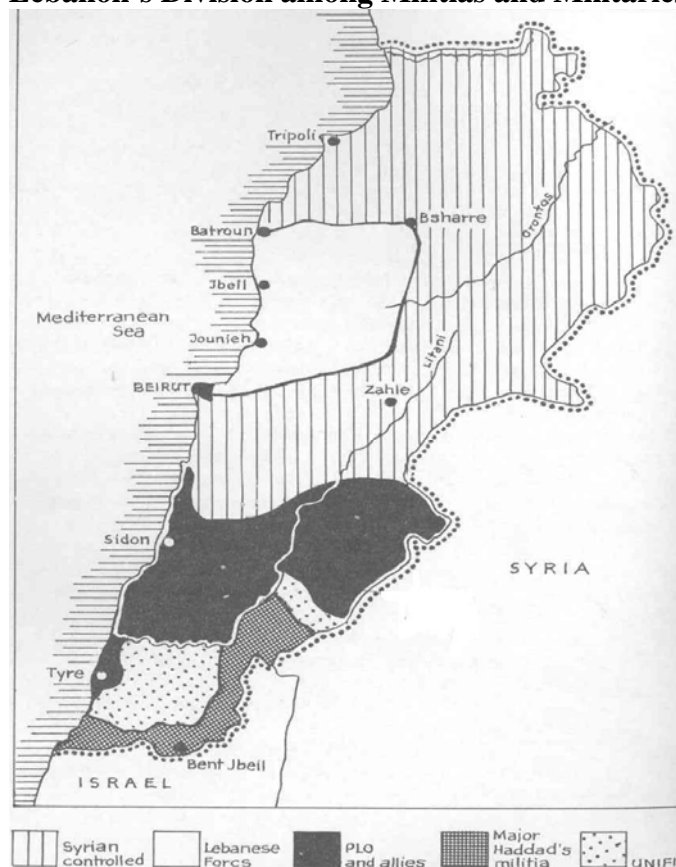 Lebanon's Division among Militias and Militaries
Tripoli
Bsharre
Orontes
Batroun
Jbeil
Mediterranean
Sea
Jounieh
Litani
BEIRUT
Zahle
Sidon
SYRIA
Tyre
Bent Jbeil
ISRAEL
Syrian
controlled
Lebanese
Forcs
PLO
and allies
Major
Haddad's
militia